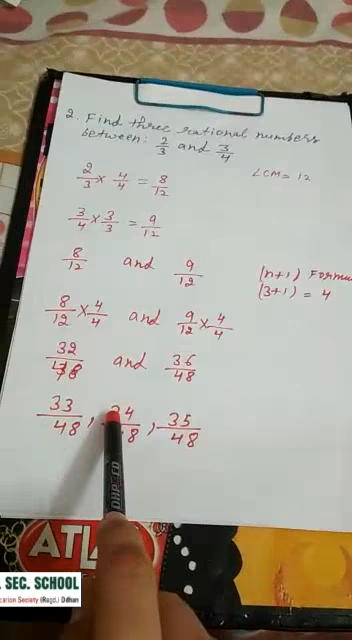 2. Find three rational numbers
between: 2/3 and 3/4
2/3 × 4/4 = 8/12
LCM = 12
3/4 × 3/3 = 9/12
8/12 and 9/12
(n+1) Formu
(3+1) = 4
8/12 × 4/4 and 9/12 × 4/4
32/48 and 36/48
33/48, 34/48, 35/48
ATLA
SEC. SCHOOL
cation Society (Regd.)